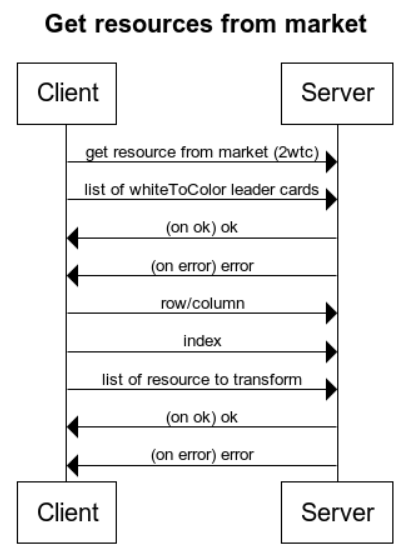 Get resources from market
Client
Server
get resource from market (2wtc)
list of whiteToColor leader cards
(on ok) ok
(on error) error
row/column
index
list of resource to transform
(on ok) ok
(on error) error
Client
Server